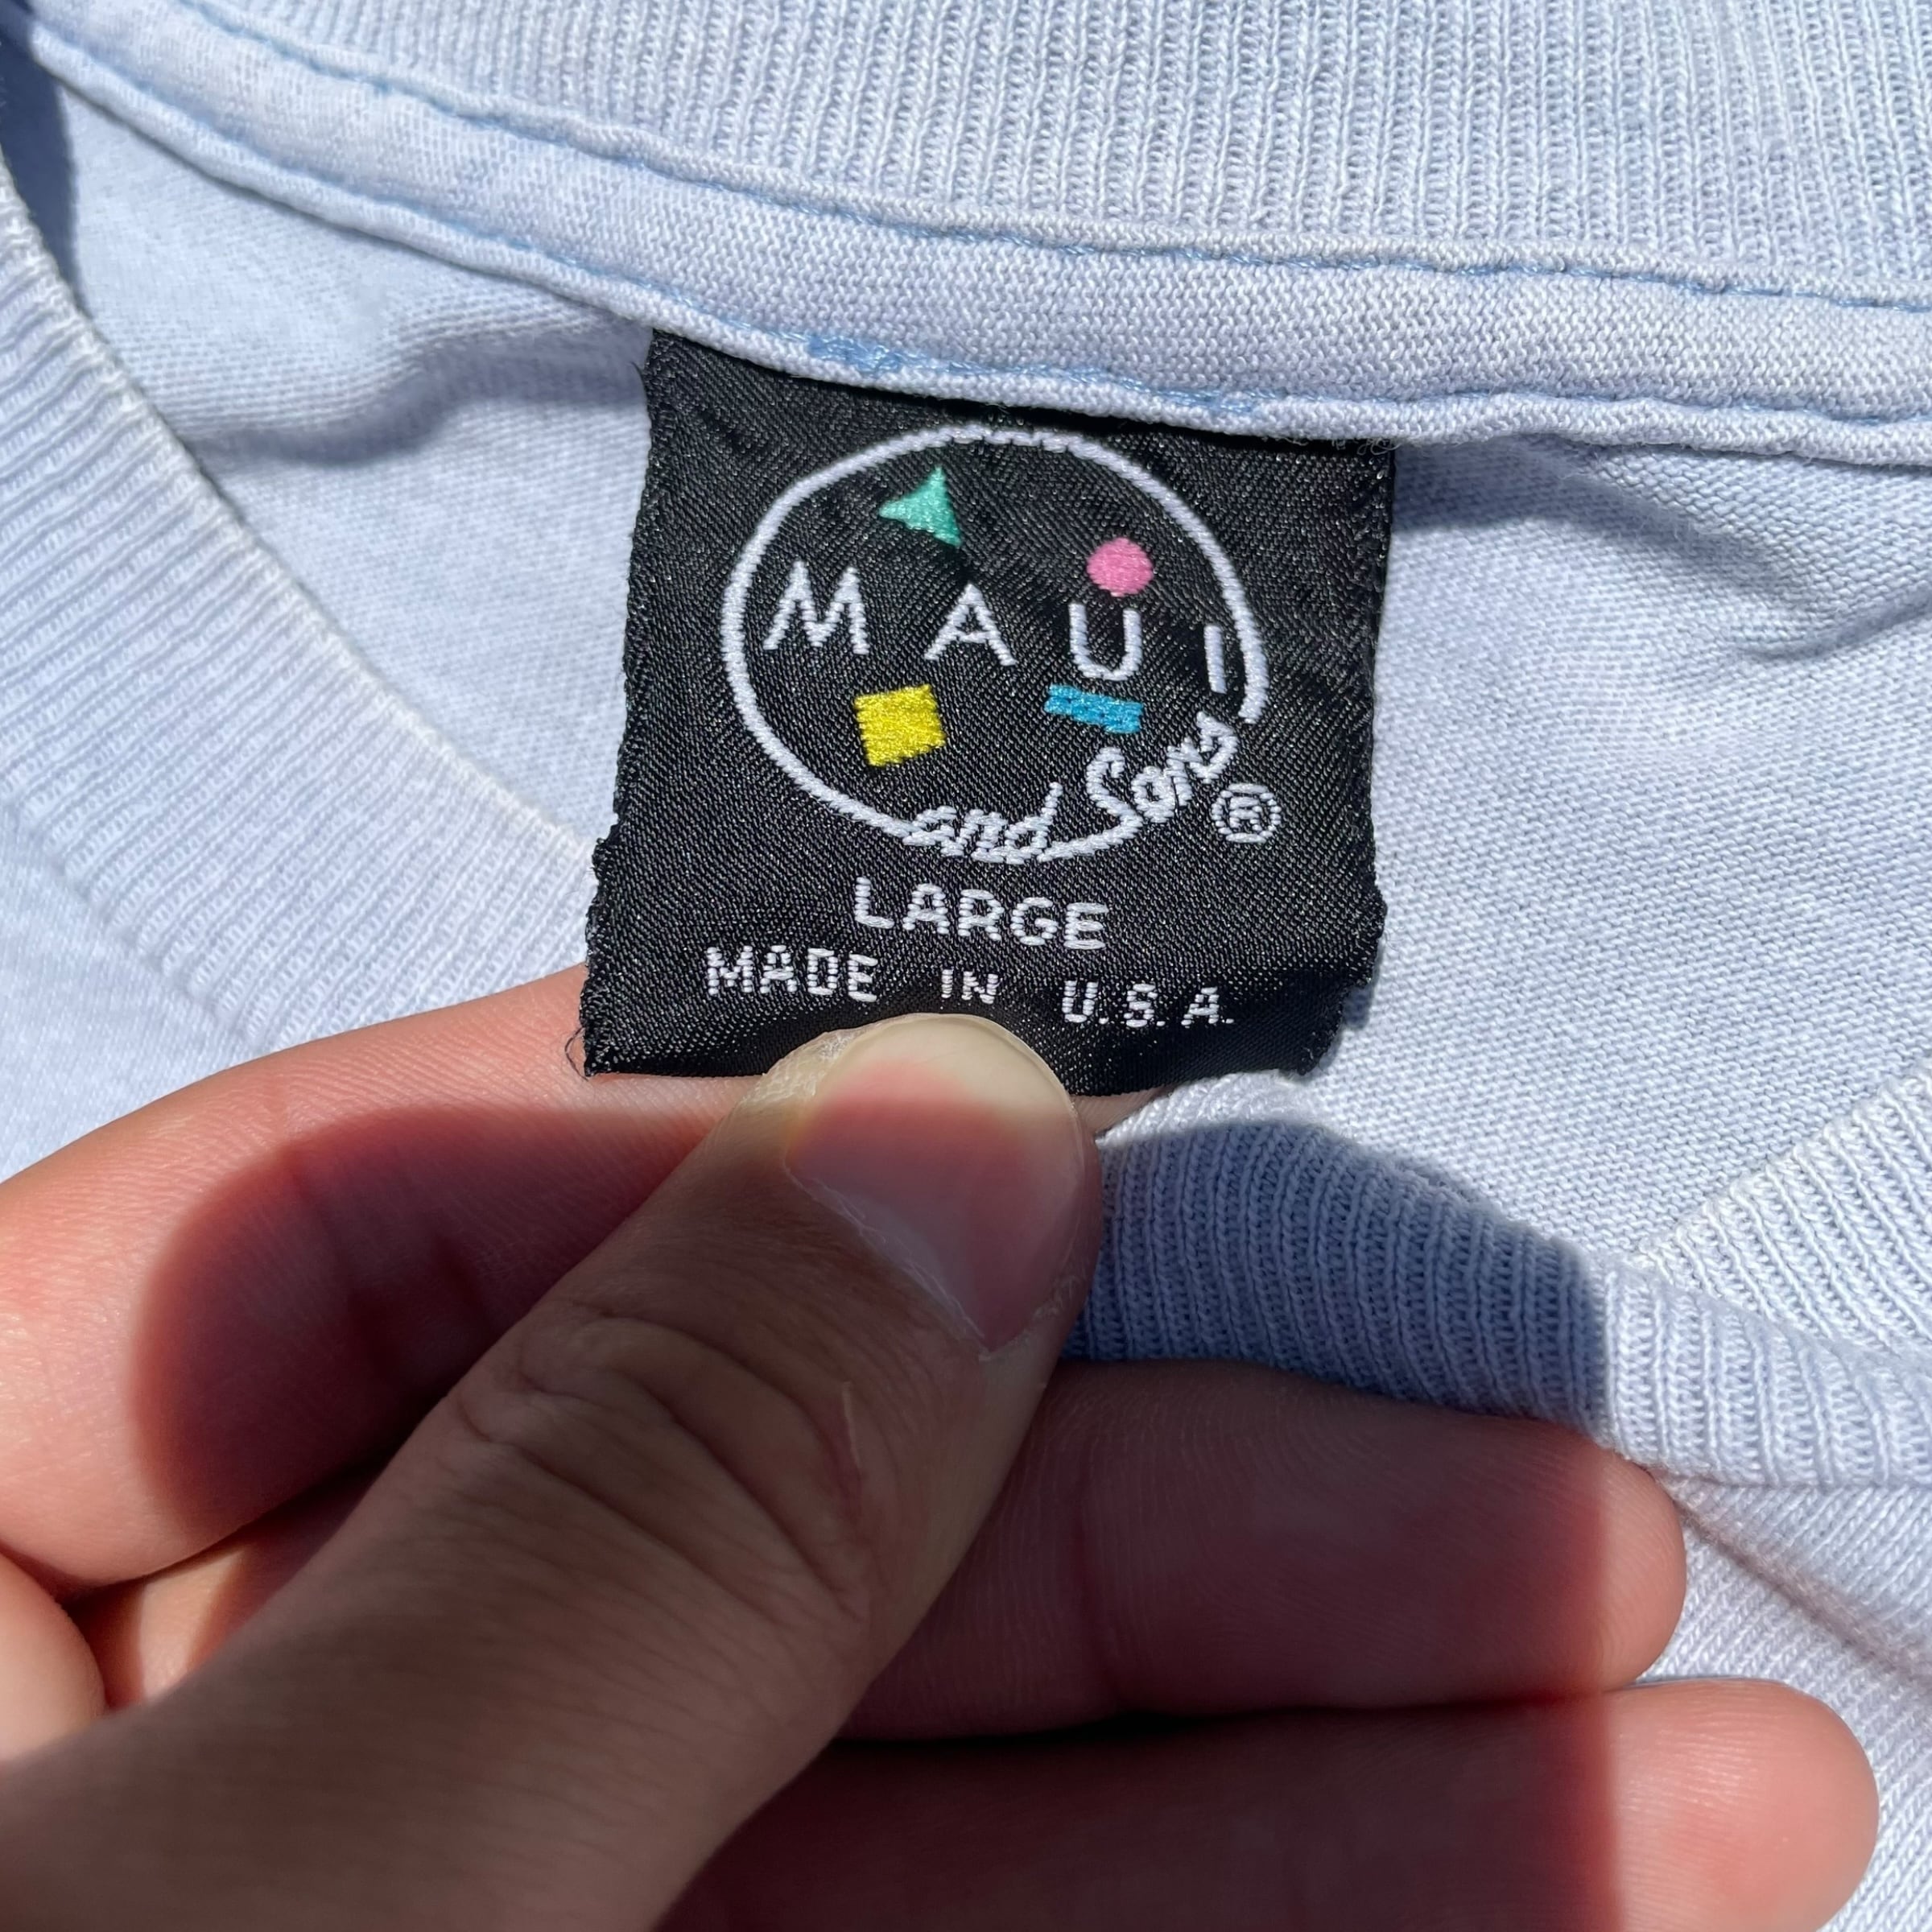 MAUI
and Sons ®
LARGE
MADE IN U.S.A.